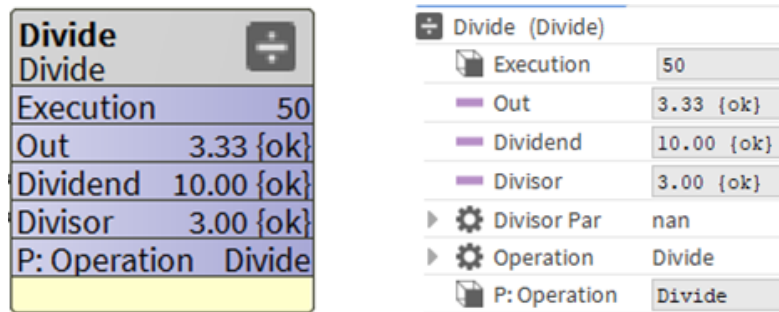 Divide
Divide
Execution 50
Out 3.33 {ok}
Dividend 10.00 {ok}
Divisor 3.00 {ok}
P: Operation Divide
Divide (Divide)
Execution 50
Out 3.33 {ok}
Dividend 10.00 {ok}
Divisor 3.00 {ok}
Divisor Par nan
Operation Divide
P: Operation Divide